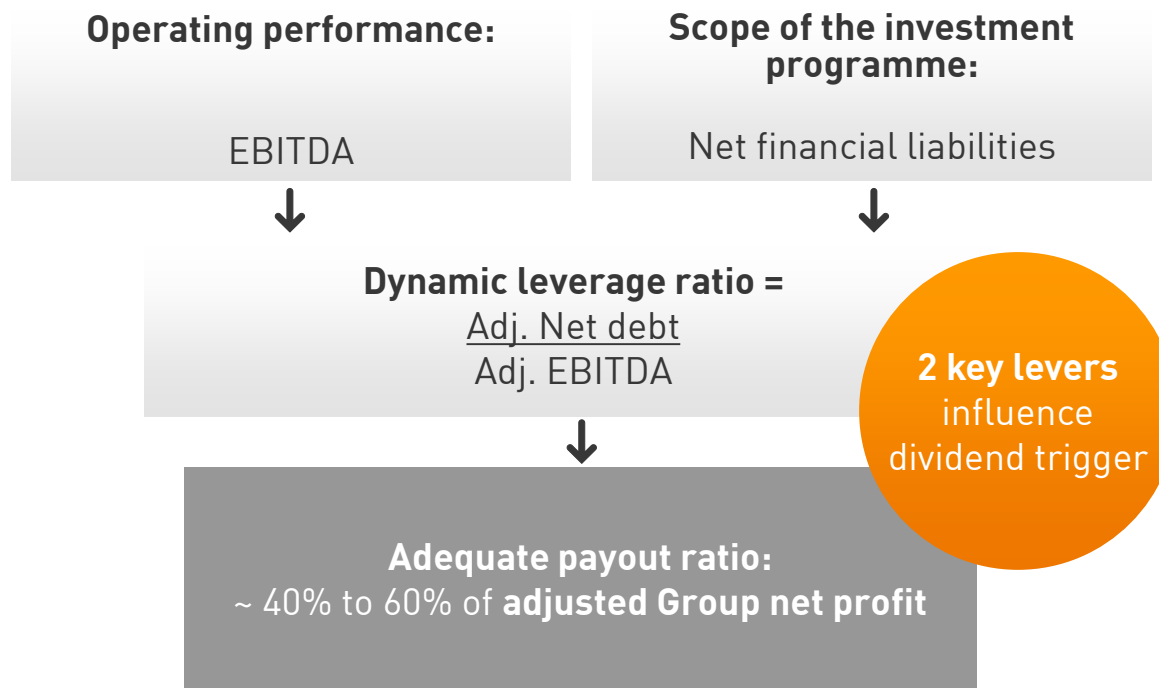 Operating performance:
EBITDA
Scope of the investment
programme:
Net financial liabilities
Dynamic leverage ratio =
Adj. Net debt
Adj. EBITDA
2 key levers
influence
dividend trigger
Adequate payout ratio:
~ 40% to 60% of adjusted Group net profit